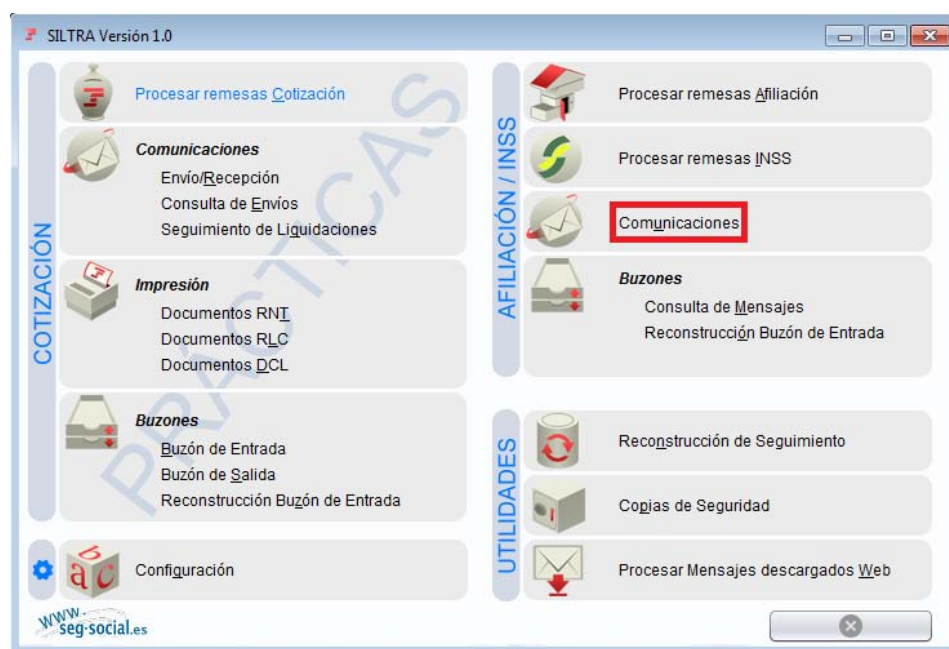 SILTRA Versión 1.0
COTIZACIÓN
Procesar remesas Cotización
Comunicaciones
Envío/Recepción
Consulta de Envíos
Seguimiento de Liquidaciones
Impresión
Documentos RNT
Documentos RLC
Documentos DCL
Buzones
Buzón de Entrada
Buzón de Salida
Reconstrucción Buzón de Entrada
PRÁCTICAS
abc
Configuración
www.
seg-social.es
AFILIACIÓN / INSS
Procesar remesas Afiliación
Procesar remesas INSS
Comunicaciones
Buzones
Consulta de Mensajes
Reconstrucción Buzón de Entrada
UTILIDADES
Reconstrucción de Seguimiento
Copias de Seguridad
Procesar Mensajes descargados Web